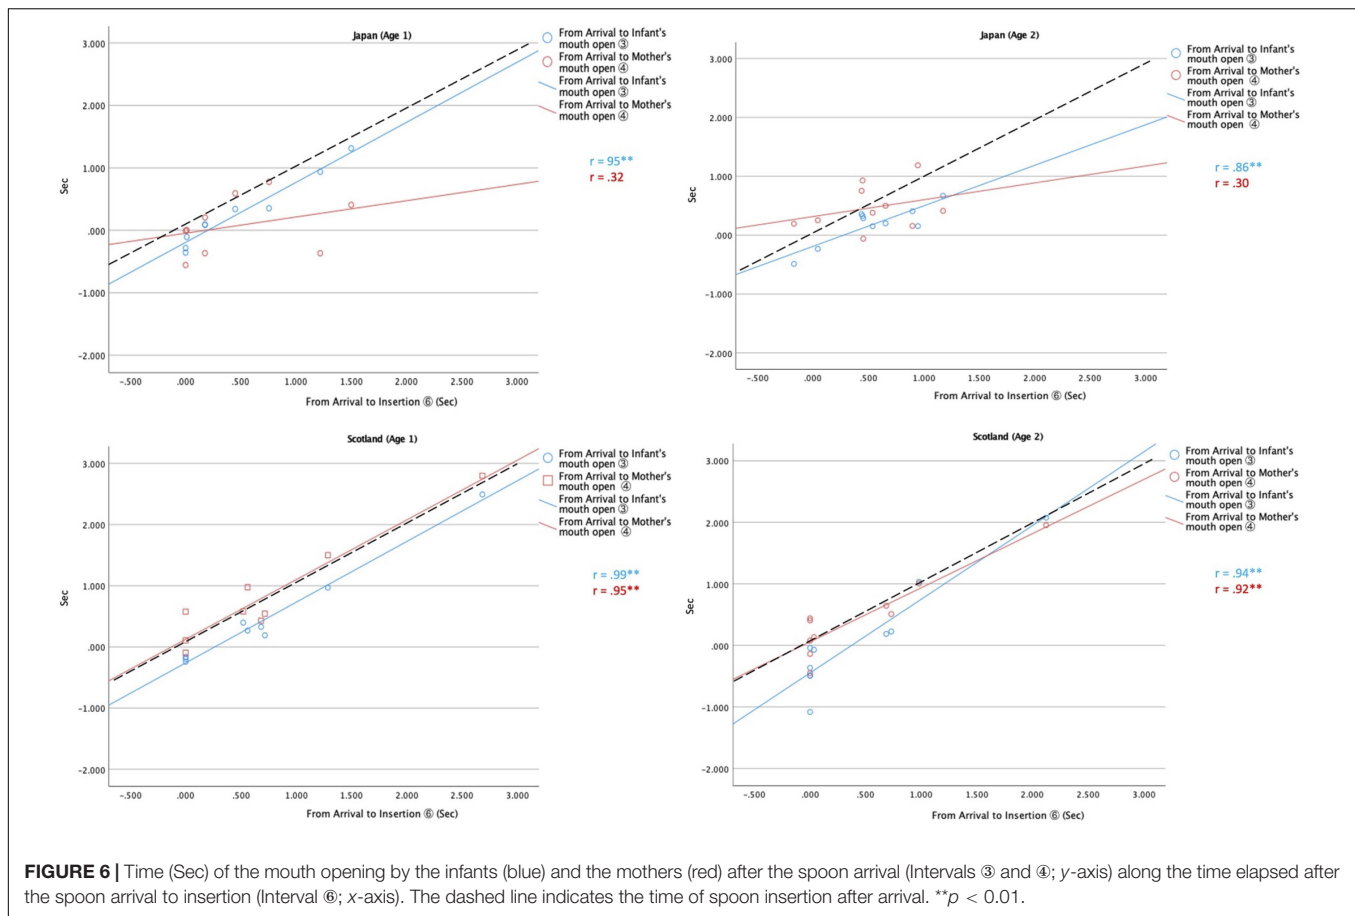 Japan (Age 1)
3.000
2.000
1.000
.000
-1.000
-2.000
Sec
-.500
.000
.500
1.000
1.500
2.000
2.500
3.000
From Arrival to Insertion ⑥ (Sec)
From Arrival to Infant's
mouth open ③
From Arrival to Mother's
mouth open ④
From Arrival to Infant's
mouth open ③
From Arrival to Mother's
mouth open ④
r = 95**
r = .32
Japan (Age 2)
3.000
2.000
1.000
.000
-1.000
-2.000
Sec
-.500
.000
.500
1.000
1.500
2.000
2.500
3.000
From Arrival to Insertion ⑥ (Sec)
From Arrival to Infant's
mouth open ③
From Arrival to Mother's
mouth open ④
From Arrival to Infant's
mouth open ③
From Arrival to Mother's
mouth open ④
r = .86**
r = .30
Scotland (Age 1)
3.000
2.000
1.000
.000
-1.000
-2.000
Sec
-.500
.000
.500
1.000
1.500
2.000
2.500
3.000
From Arrival to Insertion ⑥ (Sec)
From Arrival to Infant's
mouth open ③
From Arrival to Mother's
mouth open ④
From Arrival to Infant's
mouth open ③
From Arrival to Mother's
mouth open ④
r = .99**
r = .95**
Scotland (Age 2)
3.000
2.000
1.000
.000
-1.000
-2.000
Sec
-.500
.000
.500
1.000
1.500
2.000
2.500
3.000
From Arrival to Insertion ⑥ (Sec)
From Arrival to Infant's
mouth open ③
From Arrival to Mother's
mouth open ④
From Arrival to Infant's
mouth open ③
From Arrival to Mother's
mouth open ④
r = .94**
r = .92**
FIGURE 6 | Time (Sec) of the mouth opening by the infants (blue) and the mothers (red) after the spoon arrival (Intervals ③ and ④; y-axis) along the time elapsed after
the spoon arrival to insertion (Interval ⑥; x-axis). The dashed line indicates the time of spoon insertion after arrival. **p < 0.01.